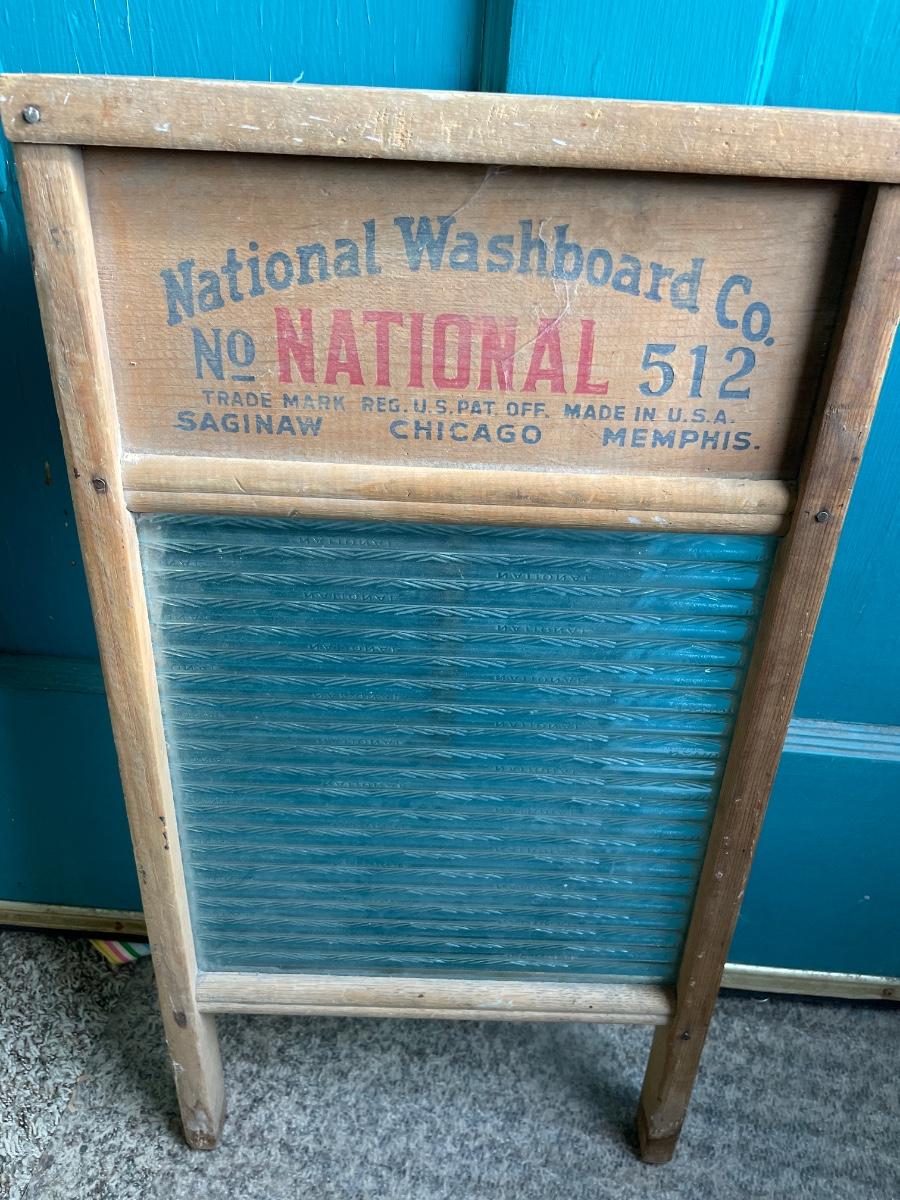 National Washboard Co.
No NATIONAL 512
TRADE MARK REG. U.S. PAT. OFF. MADE IN U.S.A.
SAGINAW CHICAGO MEMPHIS.